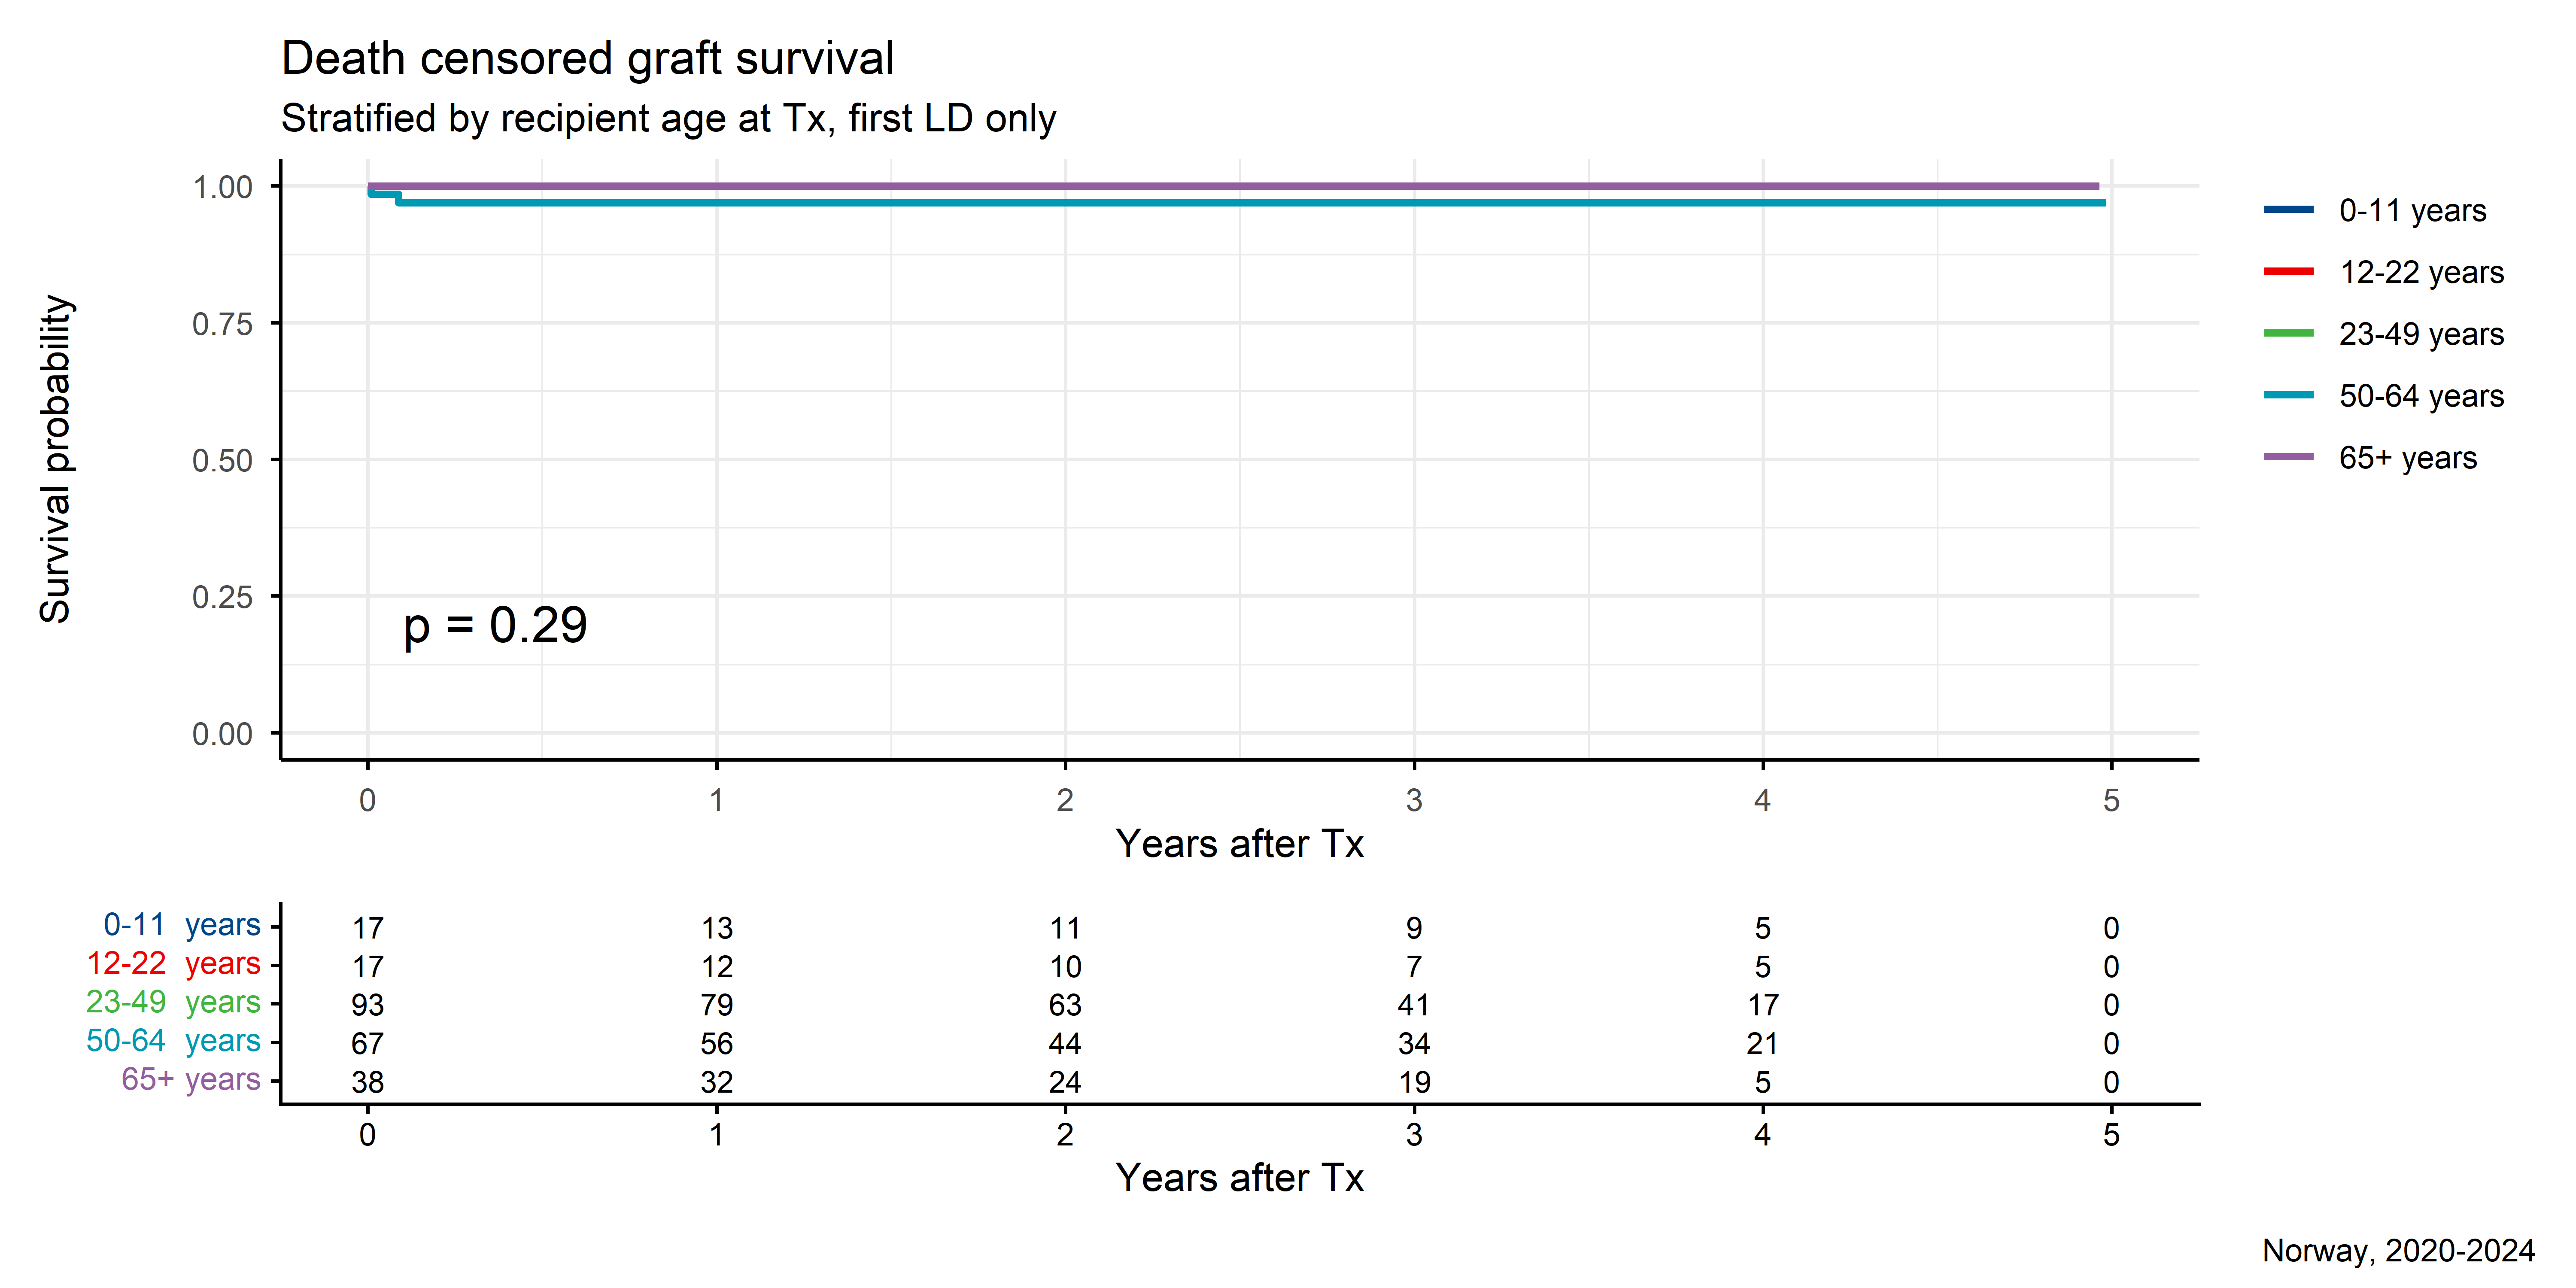 Death censored graft survival
Stratified by recipient age at Tx, first LD only
Survival probability
1.00
0.75
0.50
0.25
0.00
p = 0.29
0 1 2 3 4 5
Years after Tx
0-11 years
12-22 years
23-49 years
50-64 years
65+ years
0-11 years 17 13 11 9 5 0
12-22 years 17 12 10 7 5 0
23-49 years 93 79 63 41 17 0
50-64 years 67 56 44 34 21 0
65+ years 38 32 24 19 5 0
0 1 2 3 4 5
Years after Tx
Norway, 2020-2024